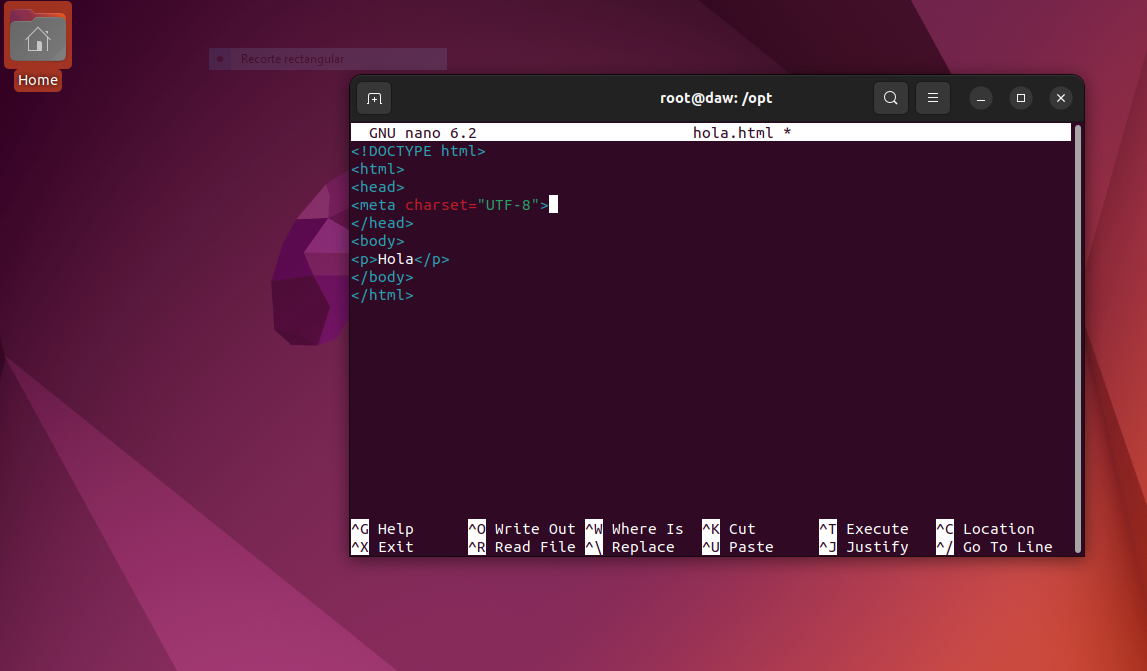 Home
Recorte rectangular
root@daw: /opt
GNU nano 6.2 hola.html *
<!DOCTYPE html>
<html>
<head>
<meta charset="UTF-8">
</head>
<body>
<p>Hola</p>
</body>
</html>
^G Help ^O Write Out ^W Where Is ^K Cut ^T Execute ^C Location
^X Exit ^R Read File ^\ Replace ^U Paste ^J Justify ^/ Go To Line